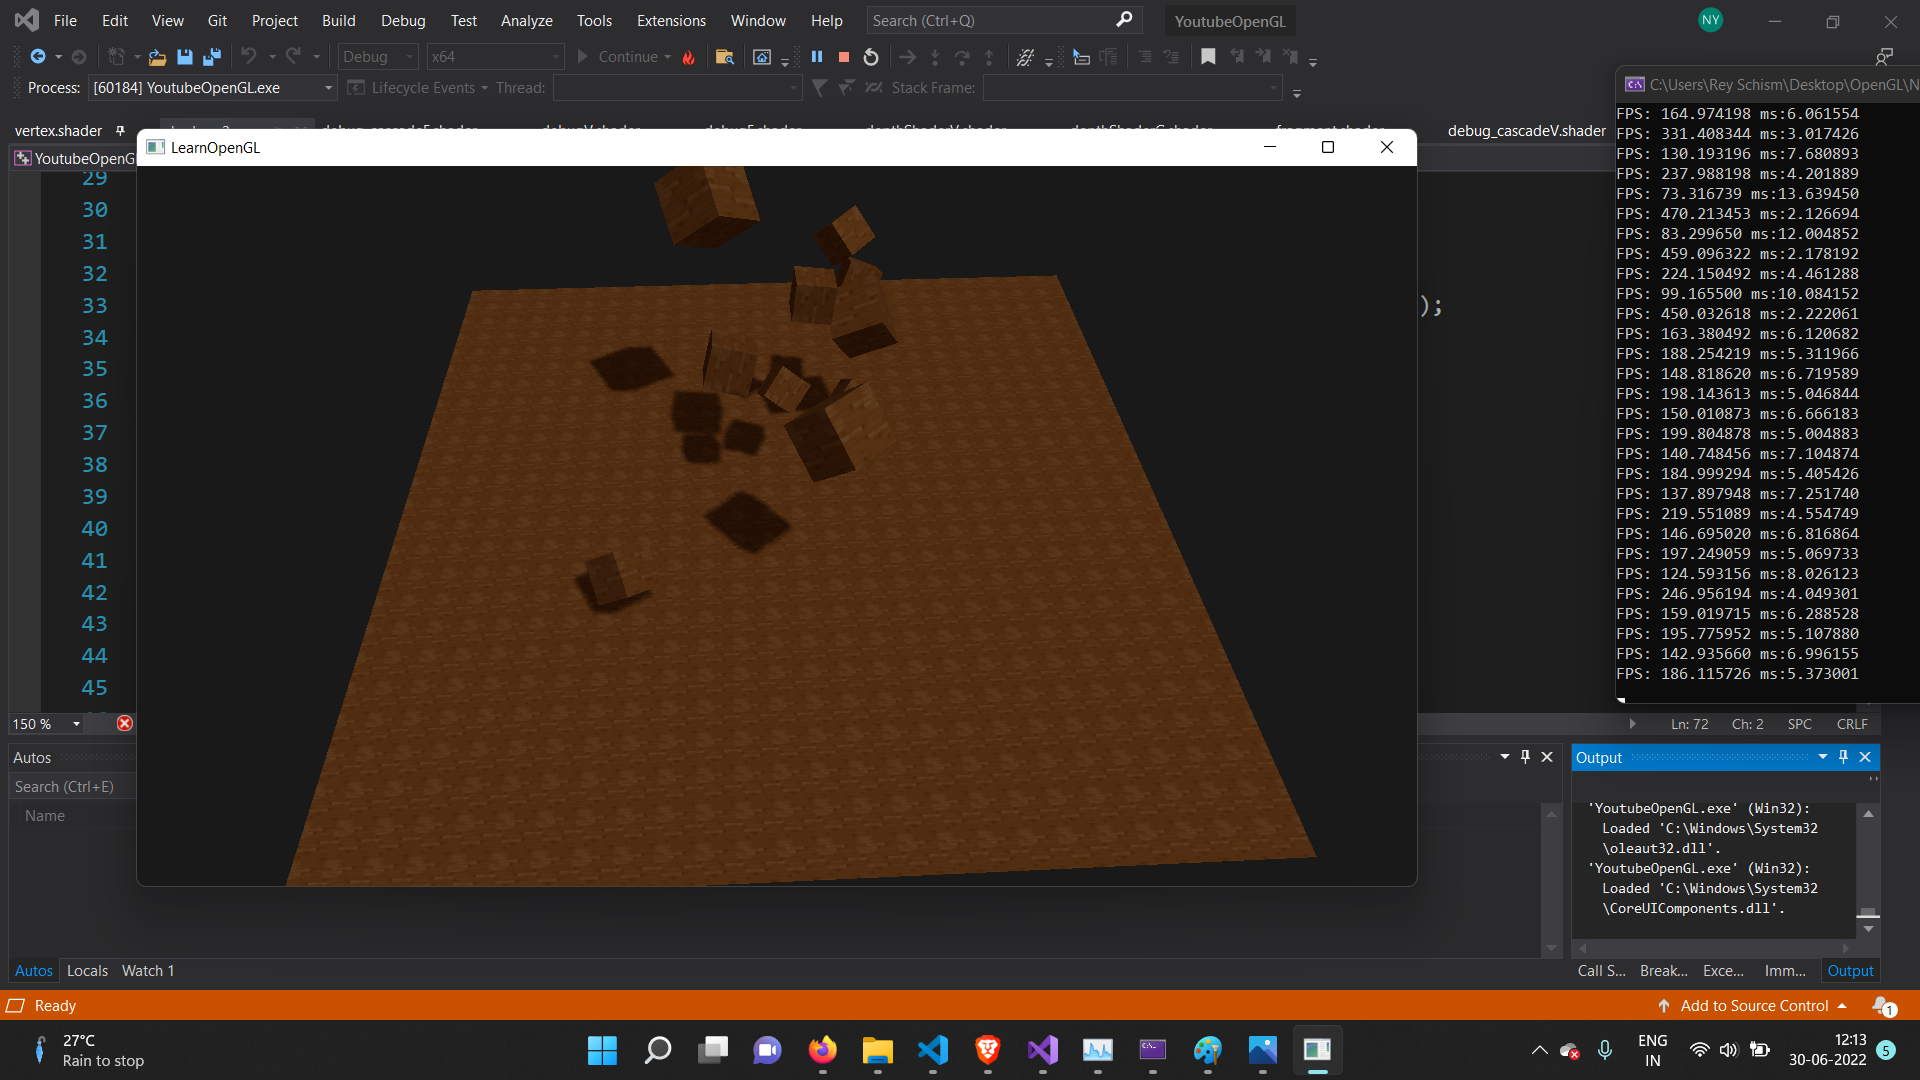 File Edit View Git Project Build Debug Test Analyze Tools Extensions Window Help Search (Ctrl+Q) YoutubeOpenGL NY
Debug x64 Continue
Process: [60184] YoutubeOpenGL.exe Lifecycle Events Thread: Stack Frame:
C:\Users\Rey Schism\Desktop\OpenGL\N
vertex.shader debug_cascadeV.shader
LearnOpenGL
YoutubeOpenG
29
30
31
32
33
34
35
36
37
38
39
40
41
42
43
44
45
);
FPS: 164.974198 ms:6.061554
FPS: 331.408344 ms:3.017426
FPS: 130.193196 ms:7.680893
FPS: 237.988198 ms:4.201889
FPS: 73.316739 ms:13.639450
FPS: 470.213453 ms:2.126694
FPS: 83.299650 ms:12.004852
FPS: 459.096322 ms:2.178192
FPS: 224.150492 ms:4.461288
FPS: 99.165500 ms:10.084152
FPS: 450.032618 ms:2.222061
FPS: 163.380492 ms:6.120682
FPS: 188.254219 ms:5.311966
FPS: 148.818620 ms:6.719589
FPS: 198.143613 ms:5.046844
FPS: 150.010873 ms:6.666183
FPS: 199.804878 ms:5.004883
FPS: 140.748456 ms:7.104874
FPS: 184.999294 ms:5.405426
FPS: 137.897948 ms:7.251740
FPS: 219.551089 ms:4.554749
FPS: 146.695020 ms:6.816864
FPS: 197.249059 ms:5.069733
FPS: 124.593156 ms:8.026123
FPS: 246.956194 ms:4.049301
FPS: 159.019715 ms:6.288528
FPS: 195.775952 ms:5.107880
FPS: 142.935660 ms:6.996155
FPS: 186.115726 ms:5.373001
150 % Ln: 72 Ch: 2 SPC CRLF
Autos
Search (Ctrl+E)
Name
Output
'YoutubeOpenGL.exe' (Win32):
Loaded 'C:\Windows\System32
\oleaut32.dll'.
'YoutubeOpenGL.exe' (Win32):
Loaded 'C:\Windows\System32
\CoreUIComponents.dll'.
Autos Locals Watch 1
Call S... Break... Exce... Imm... Output
Ready Add to Source Control 1
27°C
Rain to stop
ENG
IN
12:13
30-06-2022
5